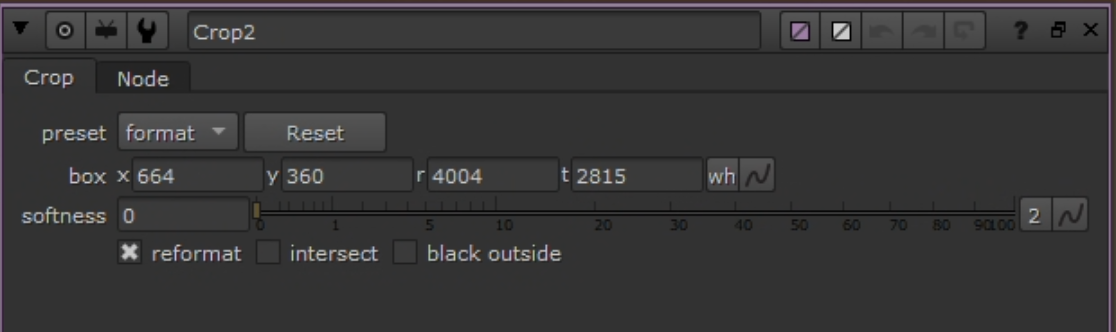 Crop2 ?
Crop Node
preset format Reset
box x 664 y 360 r 4004 t 2815 wh
softness 0 2
0 1 5 10 20 30 40 50 60 70 80 90 100
reformat intersect black outside